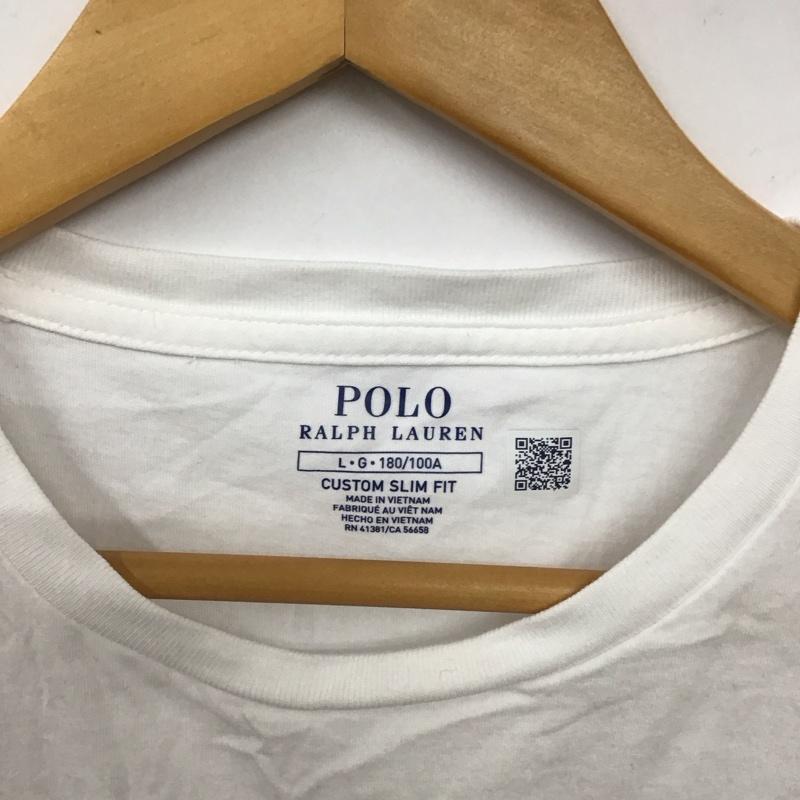 POLO
RALPH LAUREN
L • G • 180/100A
CUSTOM SLIM FIT
MADE IN VIETNAM
FABRIQUÉ AU VIÊT NAM
HECHO EN VIETNAM
RN 41381/CA 56658